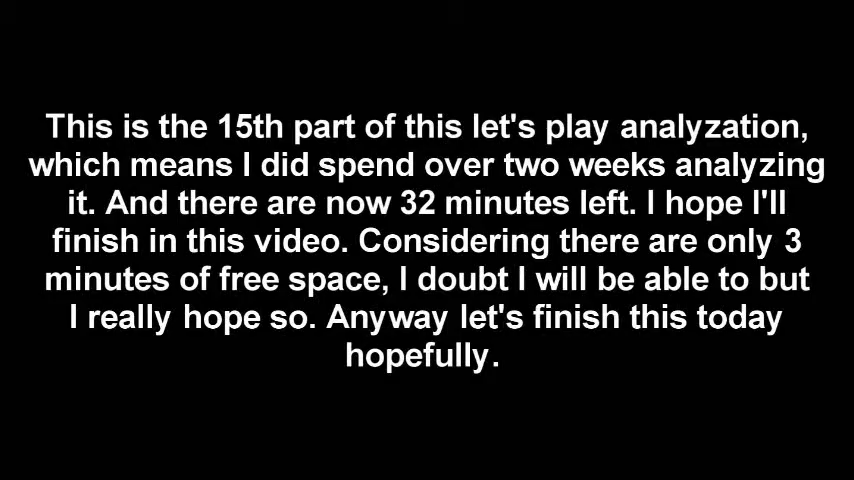 This is the 15th part of this let's play analyzation,
which means I did spend over two weeks analyzing
it. And there are now 32 minutes left. I hope I'll
finish in this video. Considering there are only 3
minutes of free space, I doubt I will be able to but
I really hope so. Anyway let's finish this today
hopefully.